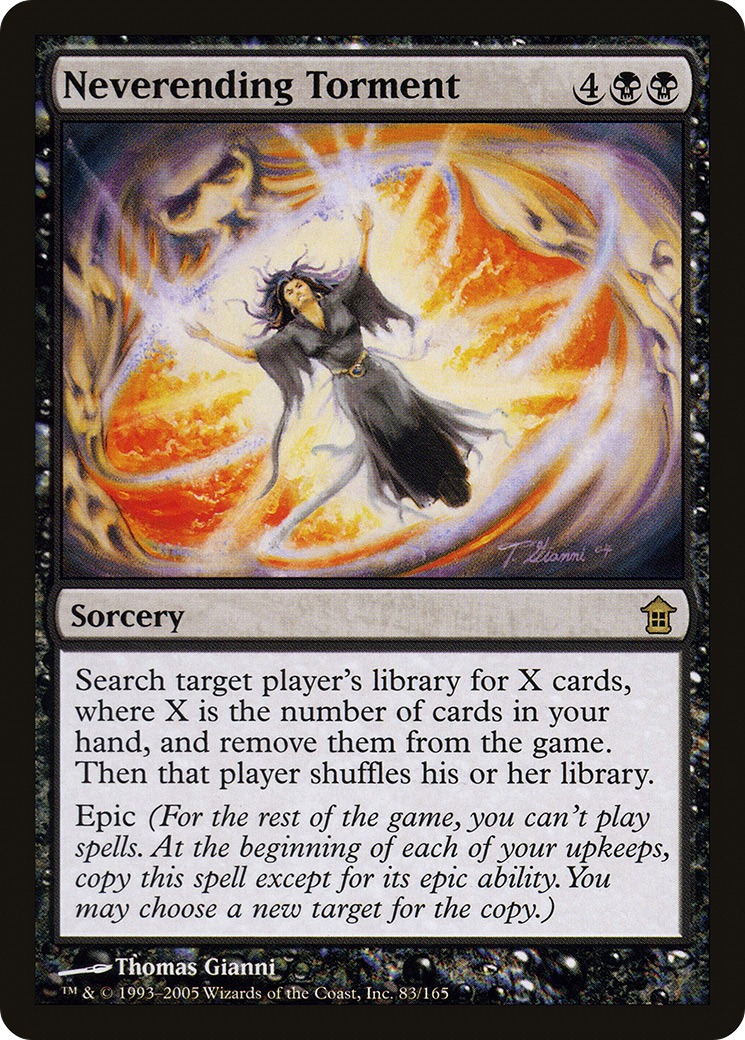 Neverending Torment 4
T. Gianni 04
Sorcery
Search target player's library for X cards,
where X is the number of cards in your
hand, and remove them from the game.
Then that player shuffles his or her library.
Epic (For the rest of the game, you can't play
spells. At the beginning of each of your upkeeps,
copy this spell except for its epic ability. You
may choose a new target for the copy.)
Thomas Gianni
™ & © 1993–2005 Wizards of the Coast, Inc. 83/165